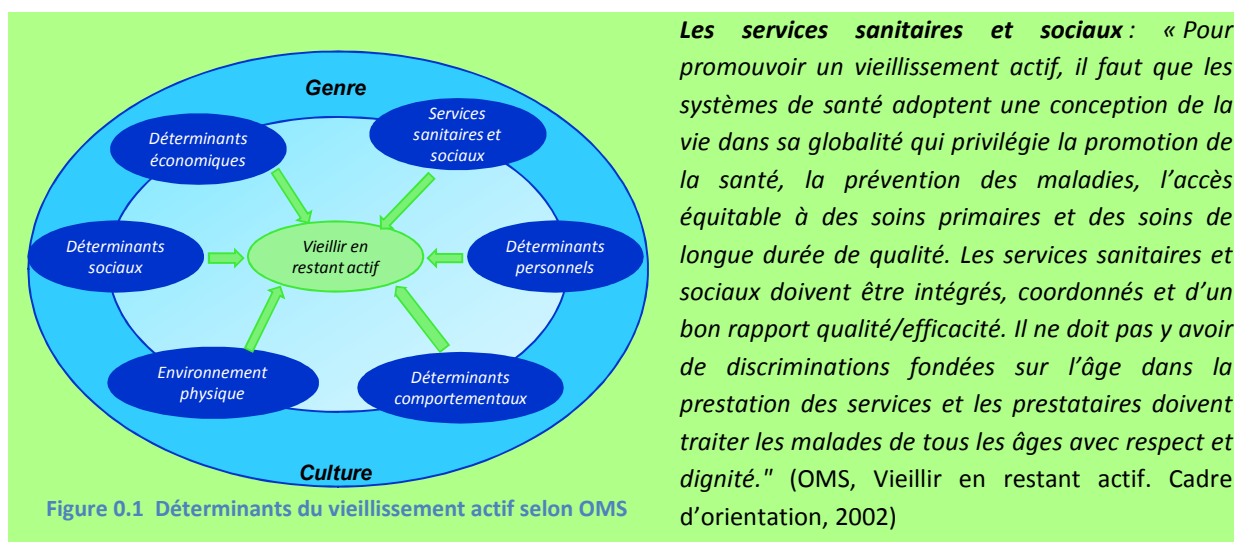 Genre
Déterminants
économiques
Services
sanitaires et
sociaux
Déterminants
sociaux
Vieillir en
restant actif
Déterminants
personnels
Environnement
physique
Déterminants
comportementaux
Culture
Figure 0.1 Déterminants du vieillissement actif selon OMS
Les services sanitaires et sociaux : « Pour
promouvoir un vieillissement actif, il faut que les
systèmes de santé adoptent une conception de la
vie dans sa globalité qui privilégie la promotion de
la santé, la prévention des maladies, l’accès
équitable à des soins primaires et des soins de
longue durée de qualité. Les services sanitaires et
sociaux doivent être intégrés, coordonnés et d’un
bon rapport qualité/efficacité. Il ne doit pas y avoir
de discriminations fondées sur l’âge dans la
prestation des services et les prestataires doivent
traiter les malades de tous les âges avec respect et
dignité." (OMS, Vieillir en restant actif. Cadre
d’orientation, 2002)